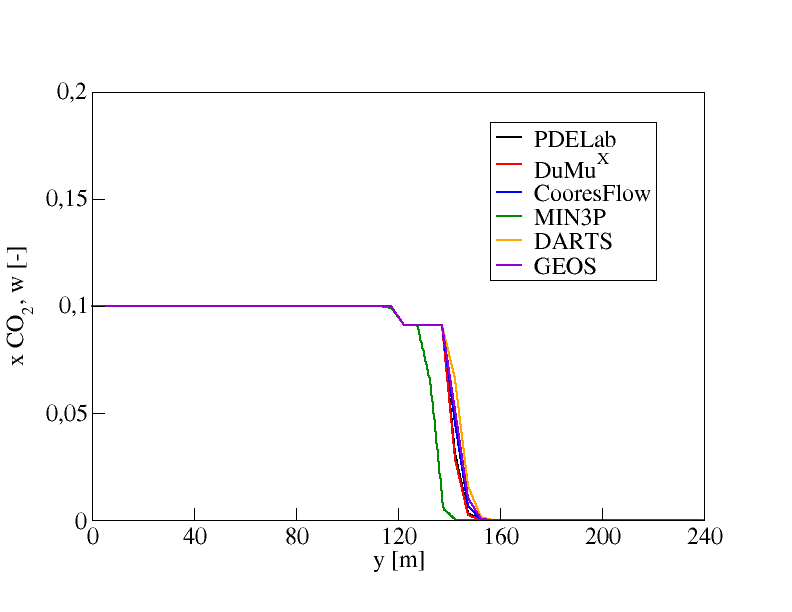 0,2
0,15
0,1
0,05
0
x CO2, w [-]
PDELab
DuMuX
CooresFlow
MIN3P
DARTS
GEOS
0 40 80 120 160 200 240
y [m]